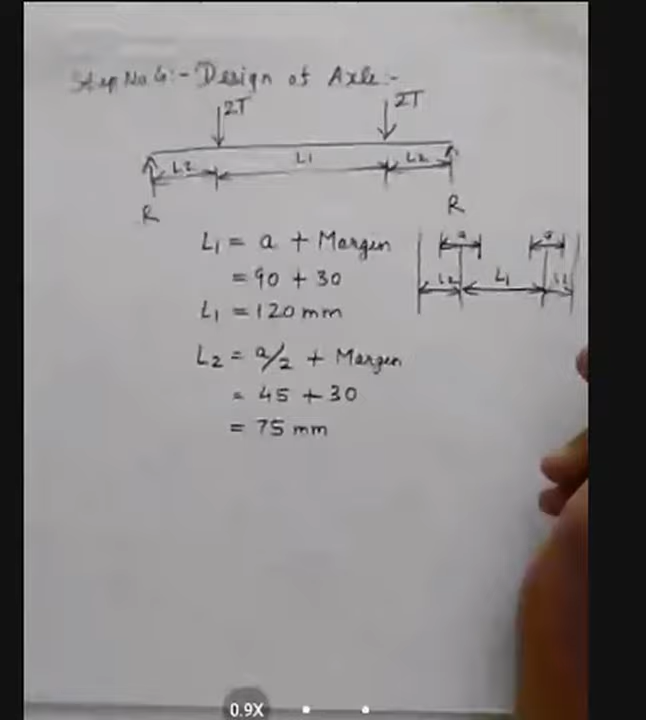 Step No 4:- Design of Axle:-
2T 2T
L2 L1 L2
R R
L1 = a + Margin
= 90 + 30
L1 = 120 mm
L2 = a/2 + Margin
= 45 + 30
= 75 mm
a a
L2 L1 L2
0.9X